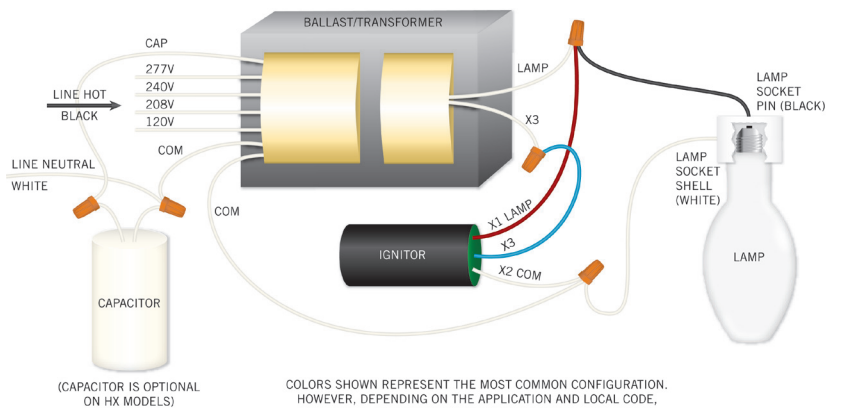 BALLAST/TRANSFORMER
CAP
277V
240V
208V
120V
LINE HOT
BLACK
COM
LINE NEUTRAL
WHITE
COM
LAMP
X3
LAMP
SOCKET
PIN (BLACK)
LAMP
SOCKET
SHELL
(WHITE)
X1 LAMP
X3
X2 COM
IGNITOR
LAMP
CAPACITOR
(CAPACITOR IS OPTIONAL
ON HX MODELS)
COLORS SHOWN REPRESENT THE MOST COMMON CONFIGURATION.
HOWEVER, DEPENDING ON THE APPLICATION AND LOCAL CODE,